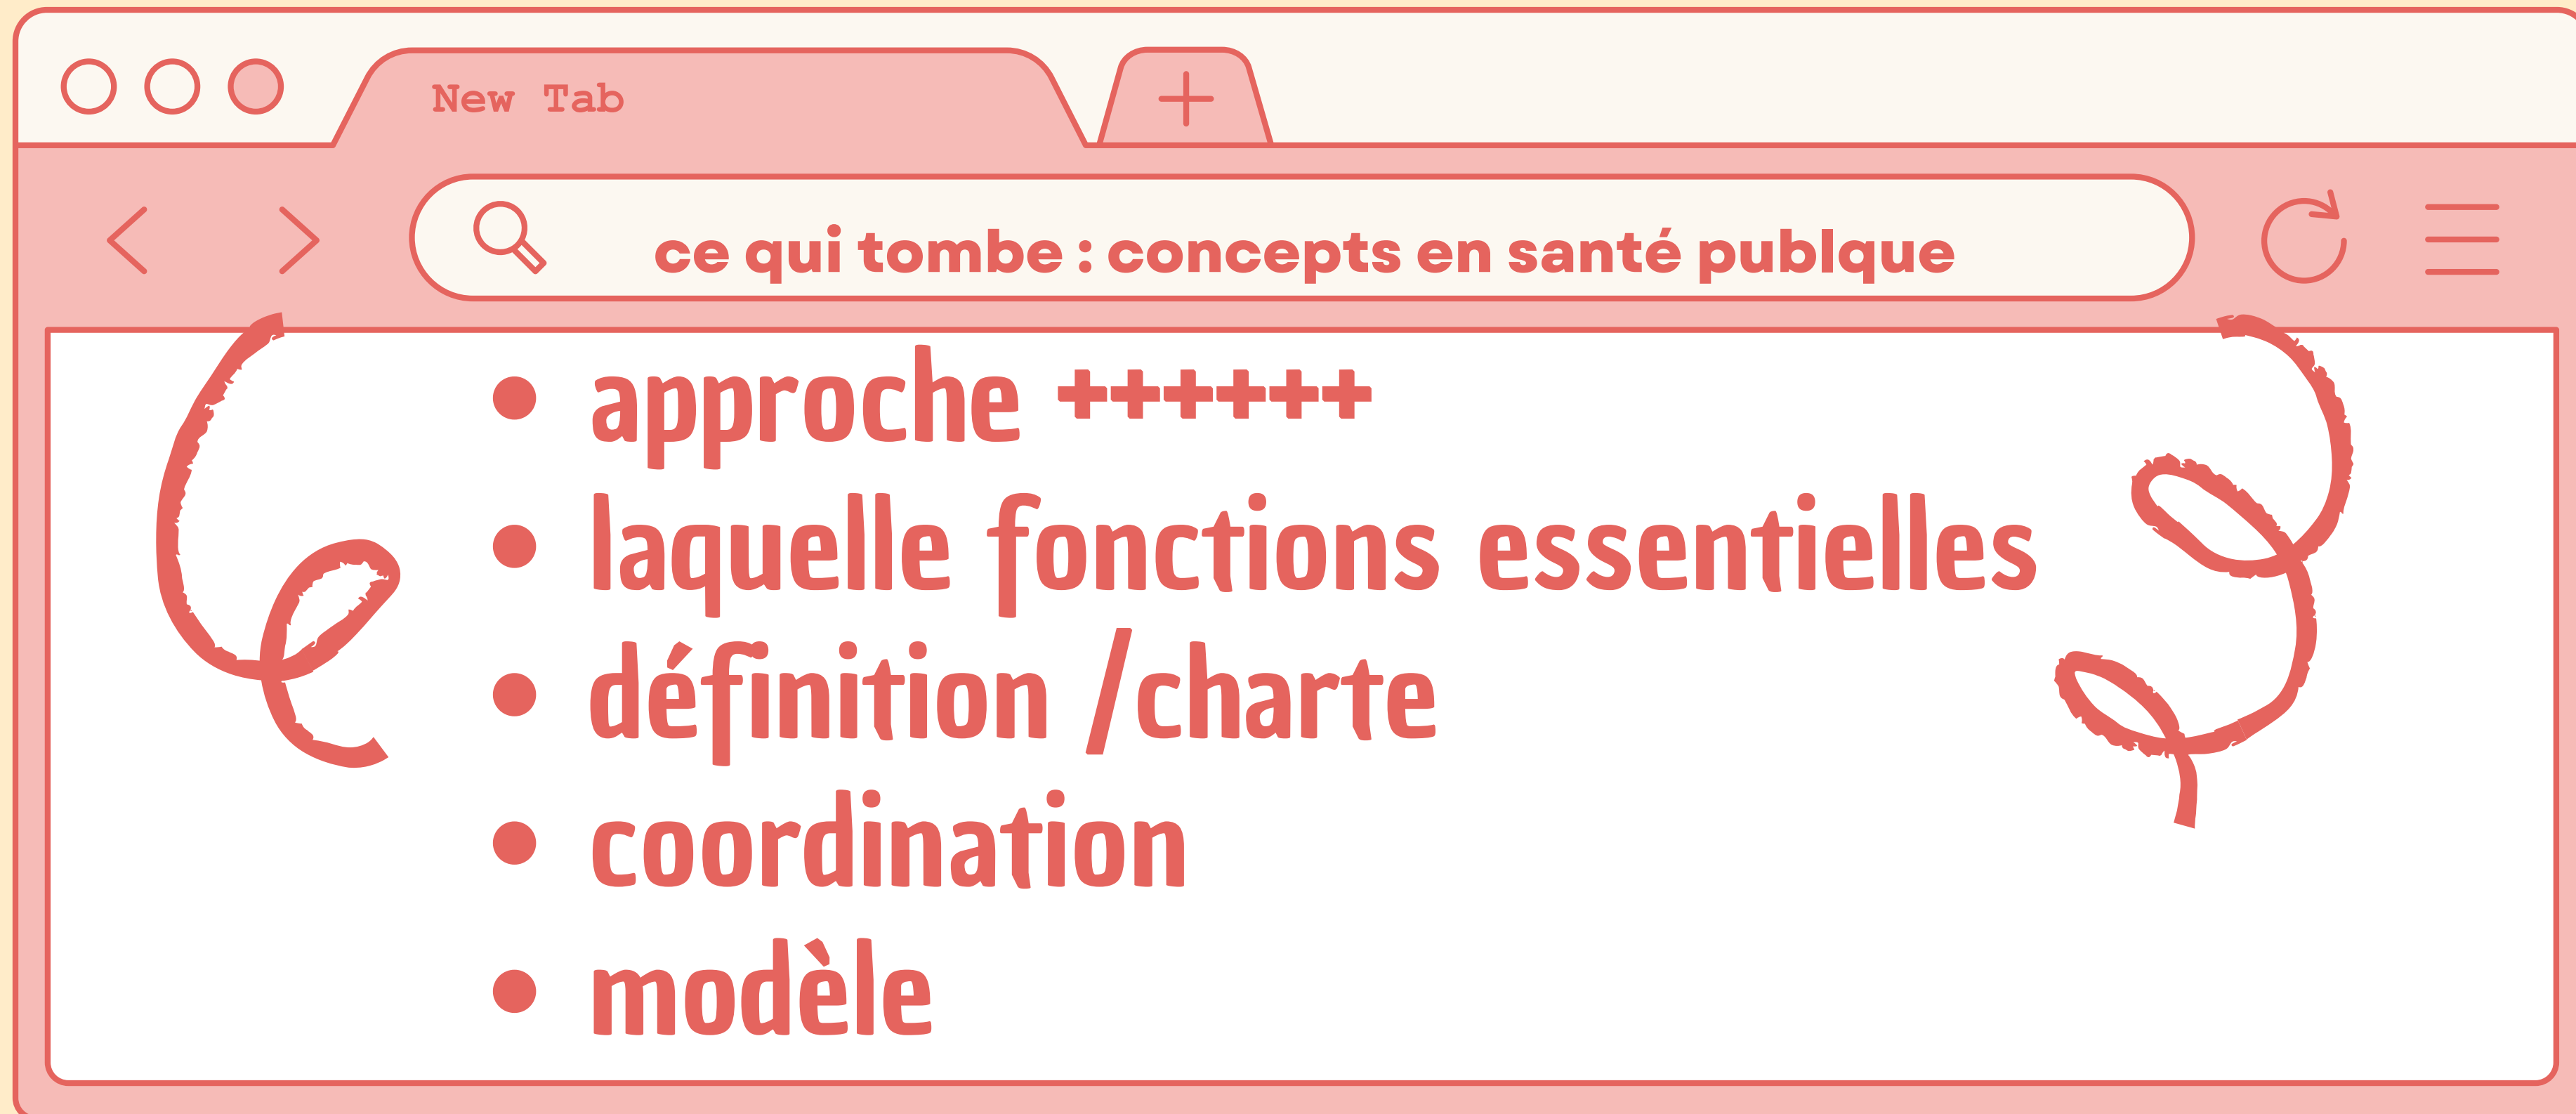 New Tab
ce qui tombe : concepts en santé publque
• approche ++++++
• laquelle fonctions essentielles
• définition /charte
• coordination
• modèle